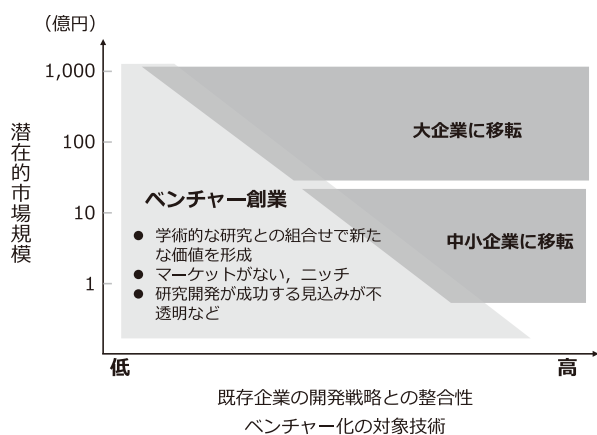 （億円）
1,000
100
10
1
潜在的市場規模
大企業に移転
ベンチャー創業
中小企業に移転
● 学術的な研究との組合せで新た
な価値を形成
● マーケットがない，ニッチ
● 研究開発が成功する見込みが不
透明など
低
高
既存企業の開発戦略との整合性
ベンチャー化の対象技術